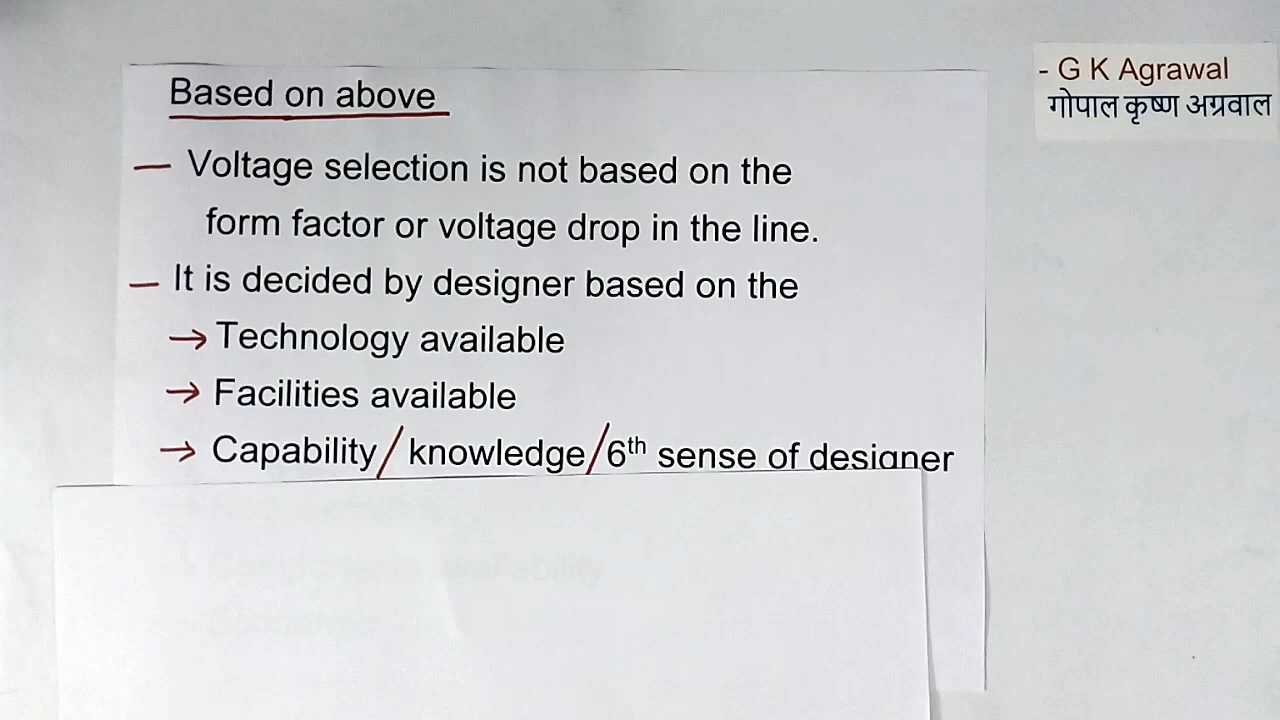 Based on above
- G K Agrawal
गोपाल कृष्ण अग्रवाल
— Voltage selection is not based on the
form factor or voltage drop in the line.
— It is decided by designer based on the
→ Technology available
→ Facilities available
→ Capability/knowledge/6th sense of designer